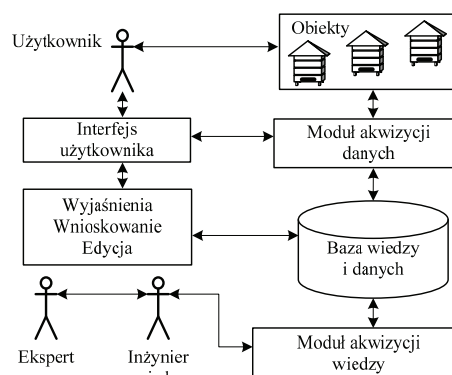 Użytkownik
Obiekty
Interfejs
użytkownika
Moduł akwizycji
danych
Wyjaśnienia
Wnioskowanie
Edycja
Baza wiedzy
i danych
Ekspert
Inżynier
Moduł akwizycji
wiedzy